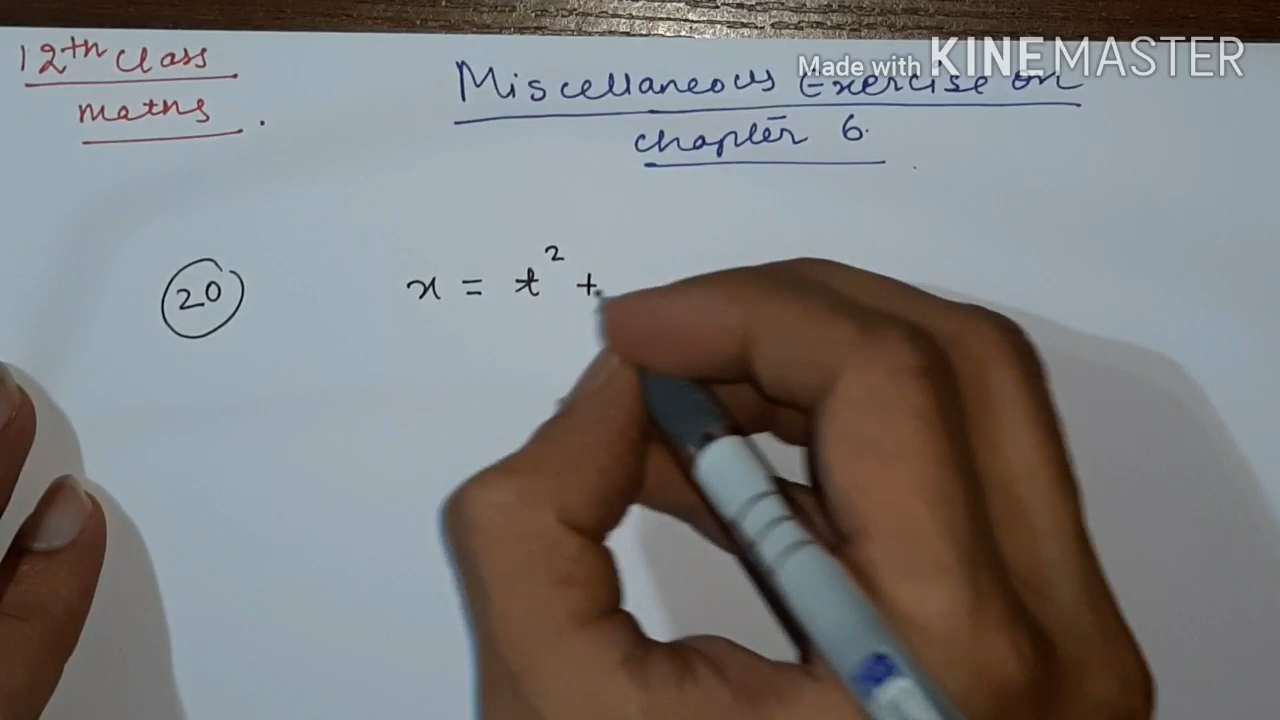 12th class
maths.
Made with KINEMASTER
Miscellaneous Exercise on
chapter 6.
20 x = t² +